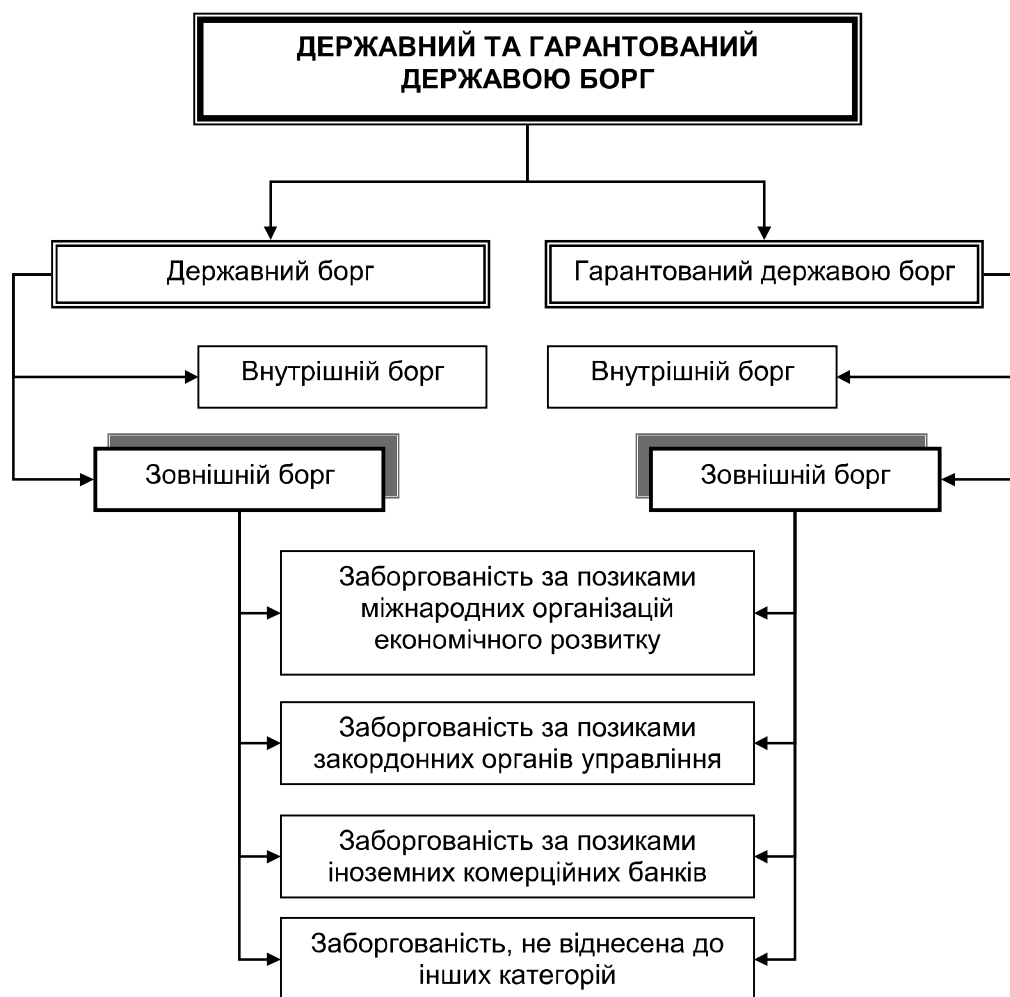 ДЕРЖАВНИЙ ТА ГАРАНТОВАНИЙ
ДЕРЖАВОЮ БОРГ
Державний борг
Гарантований державою борг
Внутрішній борг
Внутрішній борг
Зовнішній борг
Зовнішній борг
Заборгованість за позиками
міжнародних організацій
економічного розвитку
Заборгованість за позиками
закордонних органів управління
Заборгованість за позиками
іноземних комерційних банків
Заборгованість, не віднесена до
інших категорій